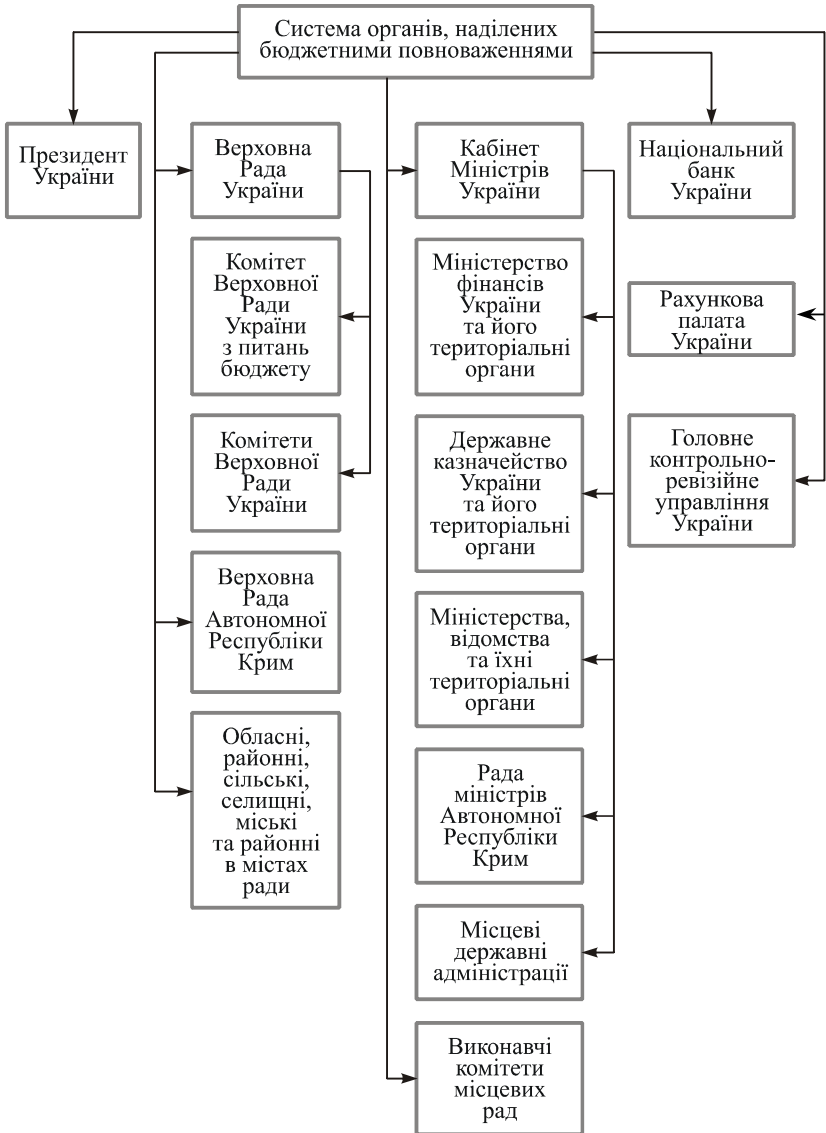 Система органів, наділених
бюджетними повноваженнями
Президент
України
Верховна
Рада
України
Кабінет
Міністрів
України
Національний
банк
України
Комітет
Верховної
Ради
України
з питань
бюджету
Міністерство
фінансів
України
та його
територіальні
органи
Рахункова
палата
України
Комітети
Верховної
Ради
України
Державне
казначейство
України
та його
територіальні
органи
Головне
контрольно-
ревізійне
управління
України
Верховна
Рада
Автономної
Республіки
Крим
Міністерства,
відомства
та їхні
територіальні
органи
Обласні,
районні,
сільські,
селищні,
міські
та районні
в містах
ради
Рада
міністрів
Автономної
Республіки
Крим
Місцеві
державні
адміністрації
Виконавчі
комітети
місцевих
рад